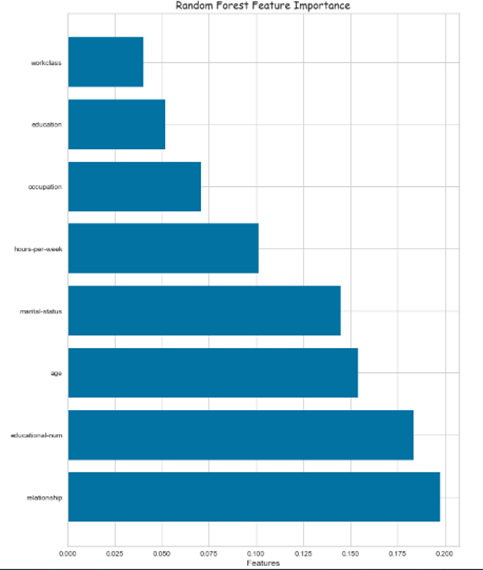 Random Forest Feature Importance
workclass
education
occupation
hours-per-week
marital-status
age
educational-num
relationship
0.000 0.025 0.050 0.075 0.100 0.125 0.150 0.175 0.200
Features